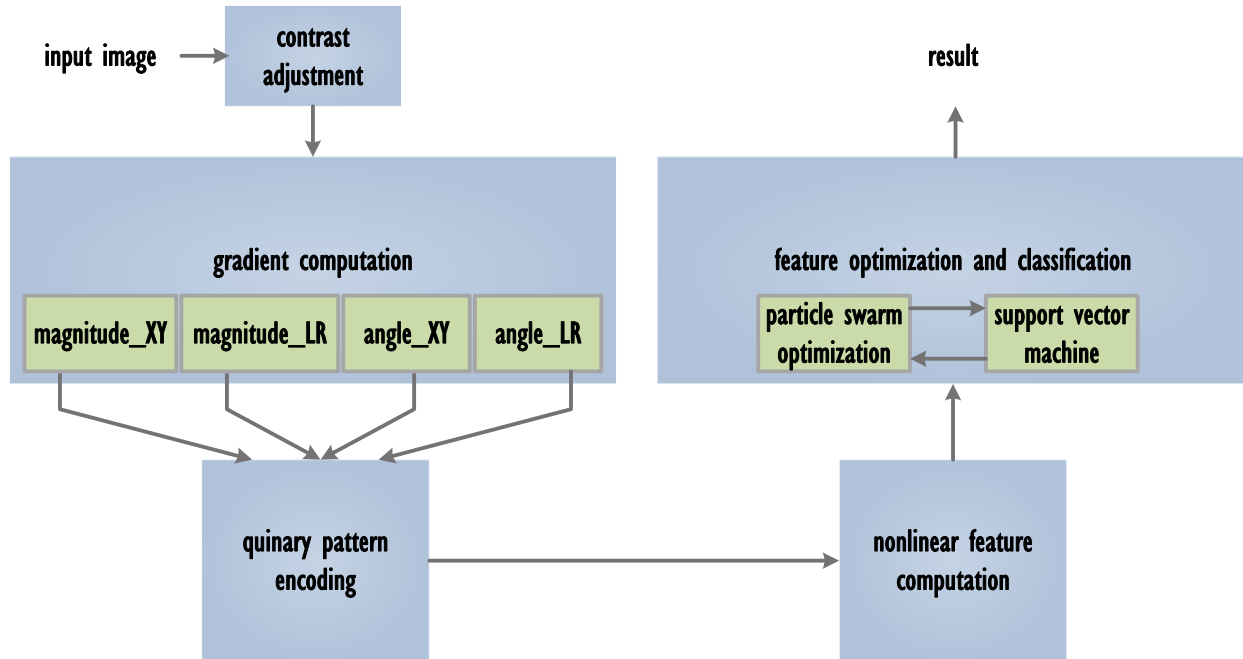 input image
contrast
adjustment
gradient computation
magnitude_XY
magnitude_LR
angle_XY
angle_LR
quinary pattern
encoding
nonlinear feature
computation
feature optimization and classification
particle swarm
optimization
support vector
machine
result